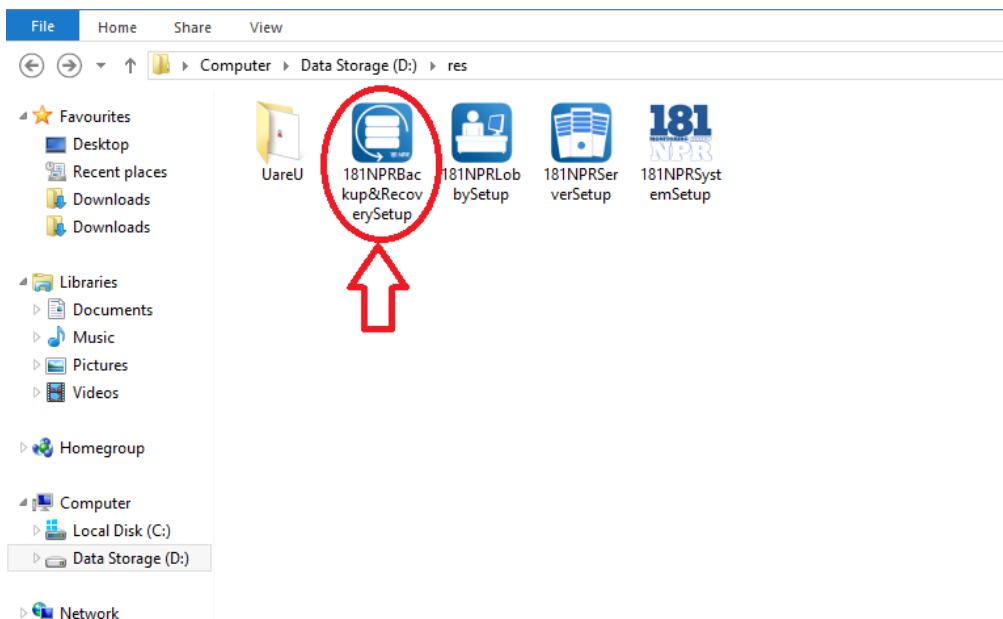 File Home Share View
Computer Data Storage (D:) res
Favourites
Desktop
Recent places
Downloads
Downloads
Libraries
Documents
Music
Pictures
Videos
Homegroup
Computer
Local Disk (C:)
Data Storage (D:)
Network
UareU
181NPRBac
kup&Recov
erySetup
181NPRLob
bySetup
181NPRSer
verSetup
181
NPR
181NPRSyst
emSetup